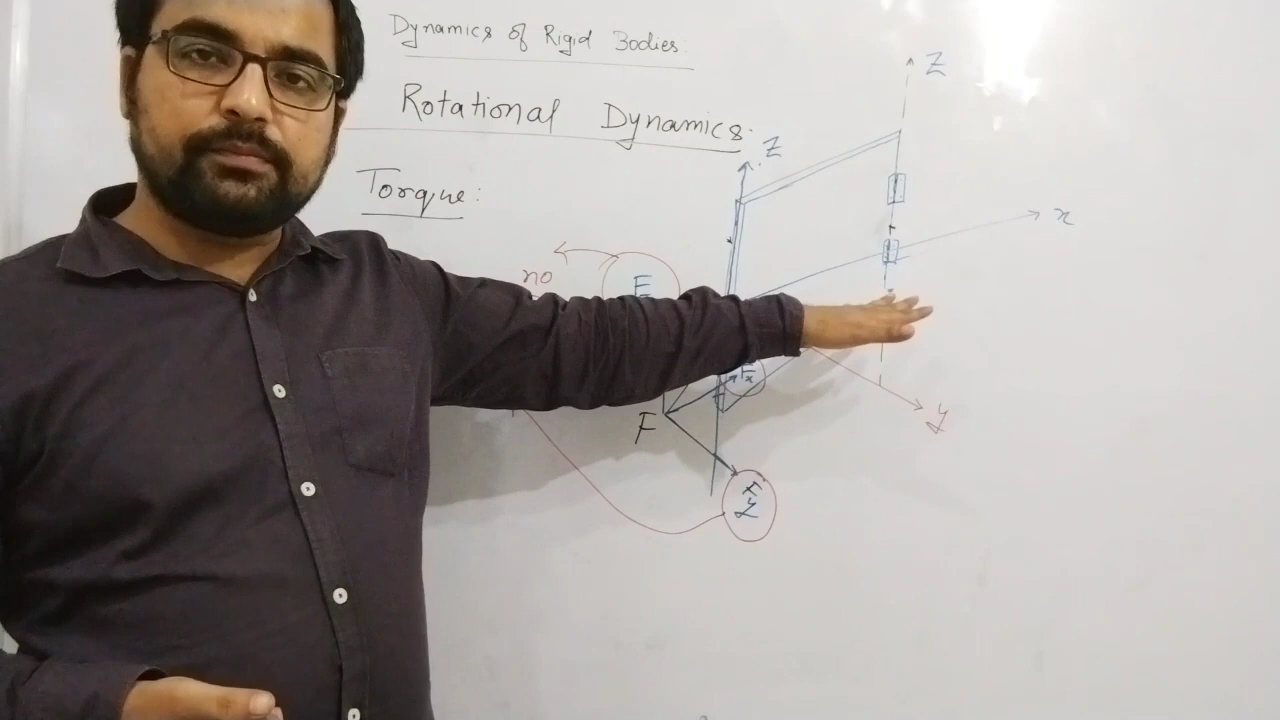 Dynamics of Rigid Bodies.
Rotational Dynamics.
Torque:
Z
Z
x
no
F
Fx
F
y
Fy